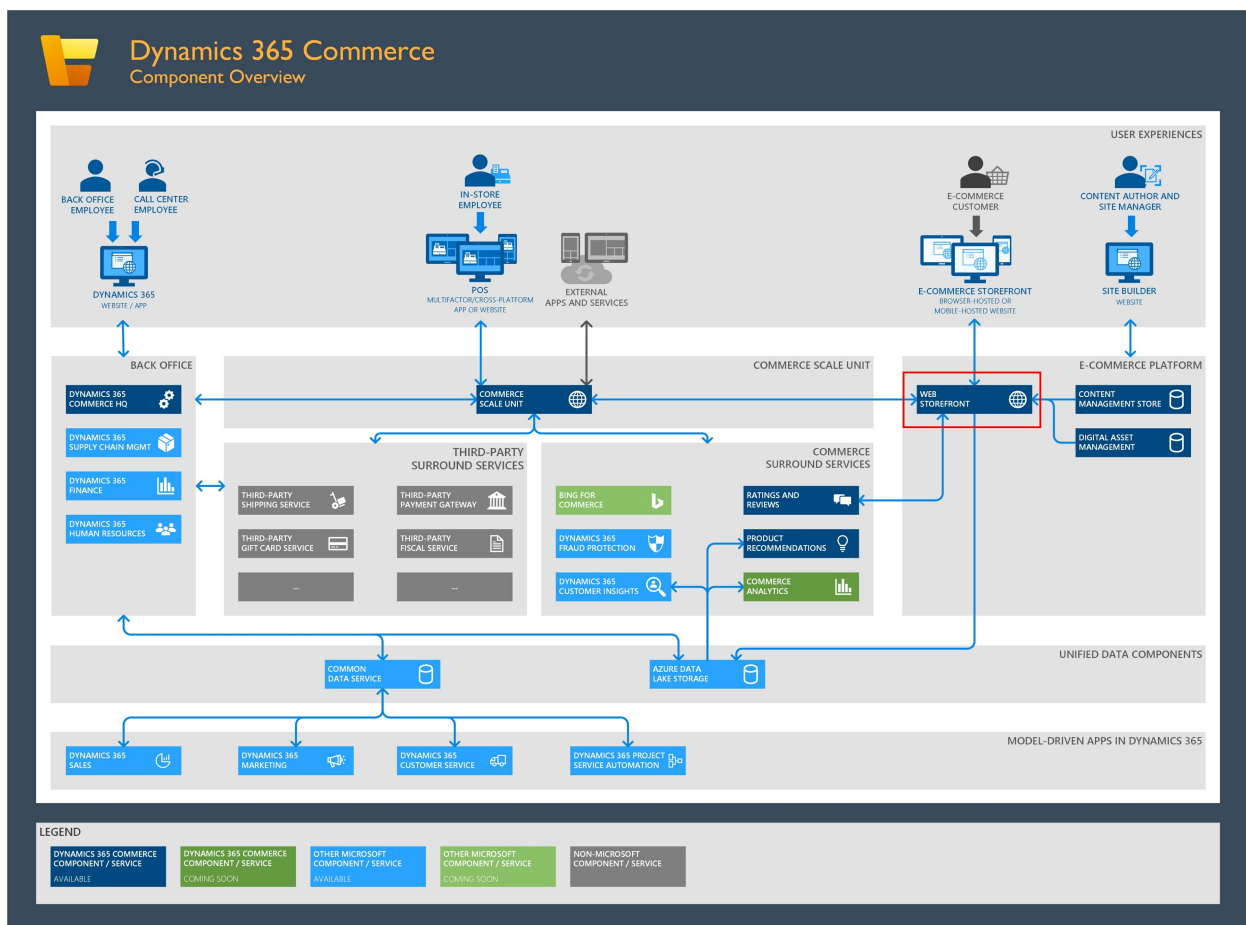 Dynamics 365 Commerce
Component Overview
USER EXPERIENCES
BACK OFFICE
EMPLOYEE
CALL CENTER
EMPLOYEE
IN-STORE
EMPLOYEE
E-COMMERCE
CUSTOMER
CONTENT AUTHOR AND
SITE MANAGER
DYNAMICS 365
WEBSITE / APP
POS
MULTIFACTOR/CROSS-PLATFORM
APP OR WEBSITE
EXTERNAL
APPS AND SERVICES
E-COMMERCE STOREFRONT
BROWSER-HOSTED OR
MOBILE-HOSTED WEBSITE
SITE BUILDER
WEBSITE
BACK OFFICE
DYNAMICS 365
COMMERCE HQ
DYNAMICS 365
SUPPLY CHAIN MGMT
DYNAMICS 365
FINANCE
DYNAMICS 365
HUMAN RESOURCES
COMMERCE SCALE UNIT
COMMERCE
SCALE UNIT
E-COMMERCE PLATFORM
WEB
STOREFRONT
CONTENT
MANAGEMENT STORE
DIGITAL ASSET
MANAGEMENT
THIRD-PARTY
SURROUND SERVICES
THIRD-PARTY
SHIPPING SERVICE
THIRD-PARTY
PAYMENT GATEWAY
THIRD-PARTY
GIFT CARD SERVICE
THIRD-PARTY
FISCAL SERVICE
...
...
COMMERCE
SURROUND SERVICES
BING FOR
COMMERCE
RATINGS AND
REVIEWS
DYNAMICS 365
FRAUD PROTECTION
PRODUCT
RECOMMENDATIONS
DYNAMICS 365
CUSTOMER INSIGHTS
COMMERCE
ANALYTICS
UNIFIED DATA COMPONENTS
COMMON
DATA SERVICE
AZURE DATA
LAKE STORAGE
MODEL-DRIVEN APPS IN DYNAMICS 365
DYNAMICS 365
SALES
DYNAMICS 365
MARKETING
DYNAMICS 365
CUSTOMER SERVICE
DYNAMICS 365 PROJECT
SERVICE AUTOMATION
LEGEND
DYNAMICS 365 COMMERCE
COMPONENT / SERVICE
AVAILABLE
DYNAMICS 365 COMMERCE
COMPONENT / SERVICE
COMING SOON
OTHER MICROSOFT
COMPONENT / SERVICE
AVAILABLE
OTHER MICROSOFT
COMPONENT / SERVICE
COMING SOON
NON-MICROSOFT
COMPONENT / SERVICE